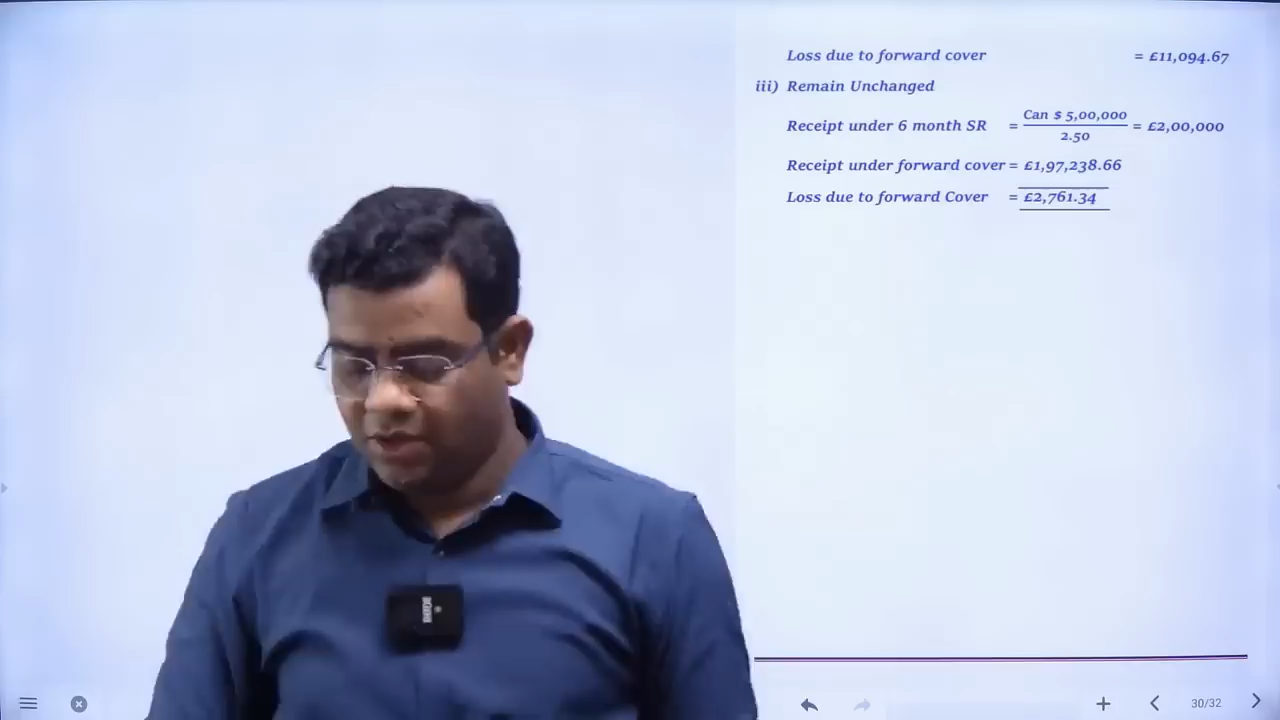 Loss due to forward cover = £11,094.67
iii) Remain Unchanged
Receipt under 6 month SR = Can $ 5,00,000 / 2.50 = £2,00,000
Receipt under forward cover = £1,97,238.66
Loss due to forward Cover = £2,761.34
30/32